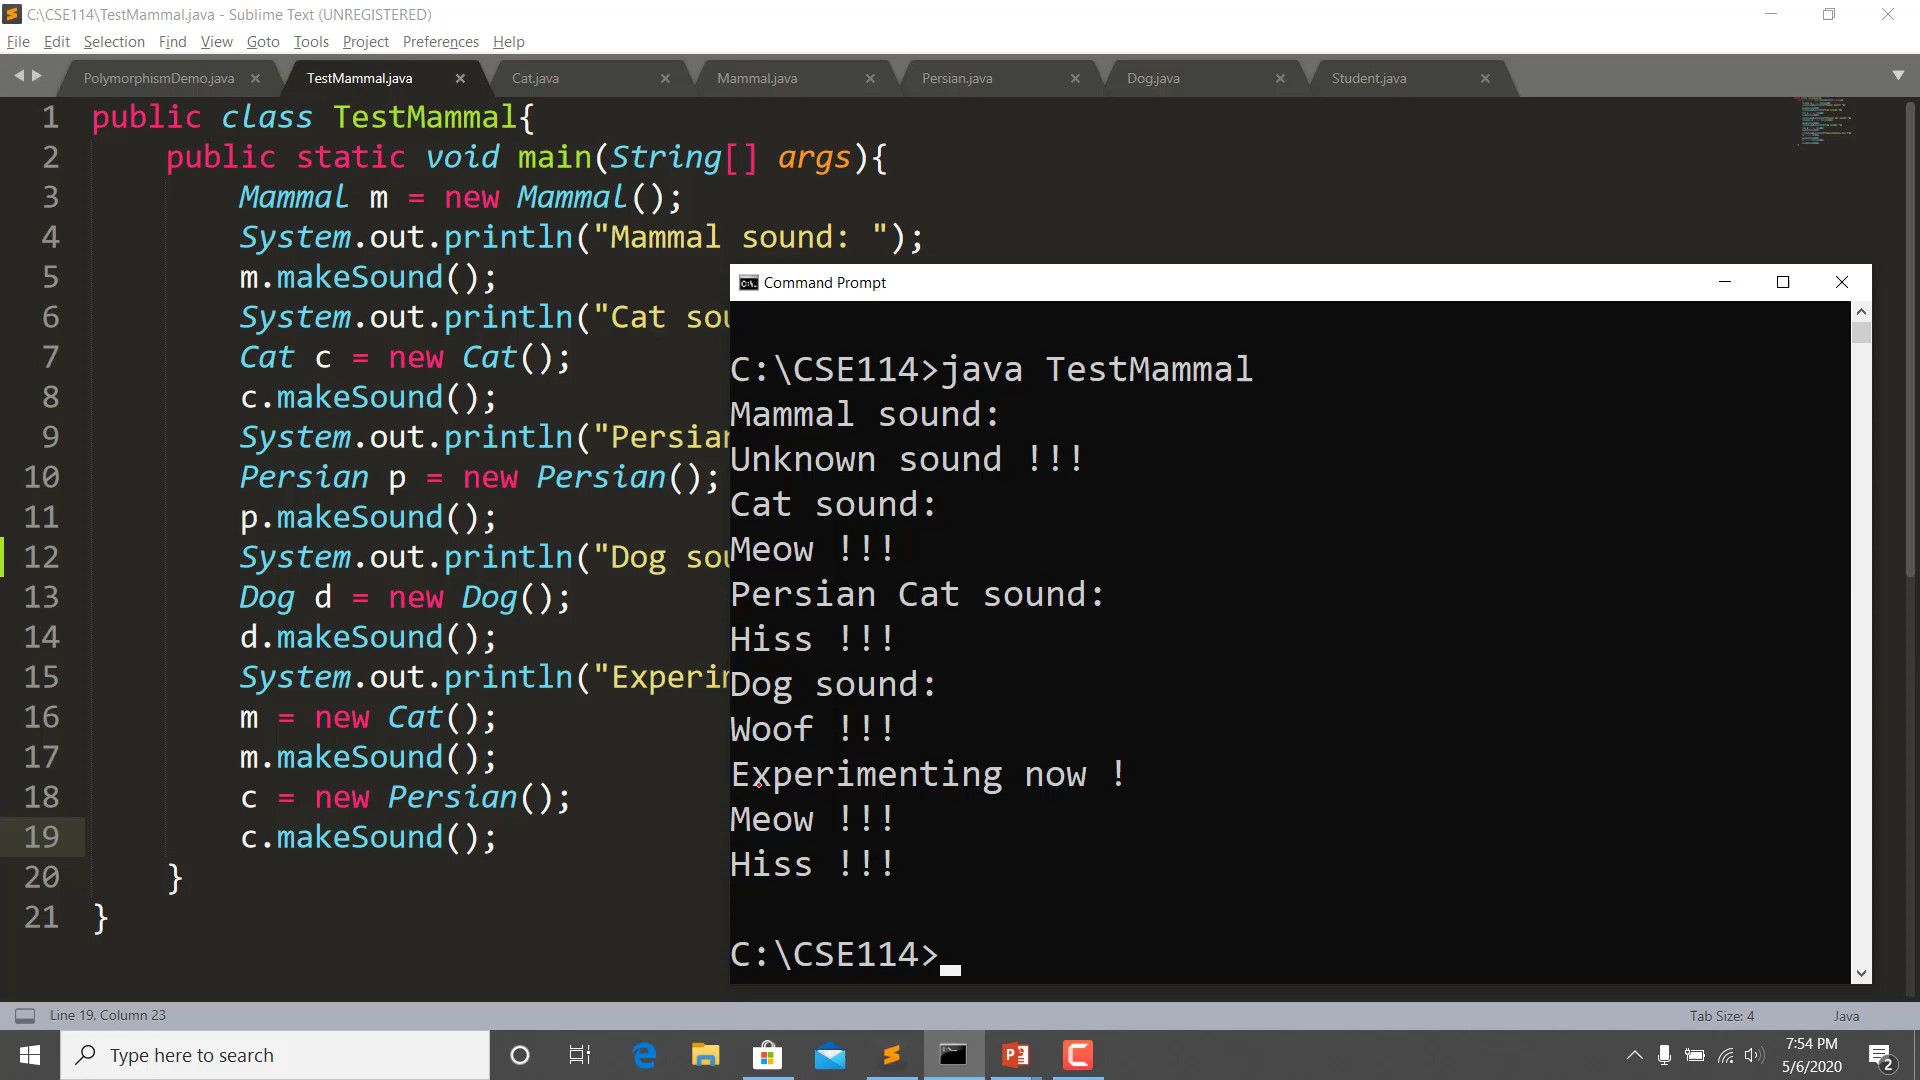 C:\CSE114\TestMammal.java - Sublime Text (UNREGISTERED)
File Edit Selection Find View Goto Tools Project Preferences Help
PolymorphismDemo.java TestMammal.java Cat.java Mammal.java Persian.java Dog.java Student.java
1 public class TestMammal{
2 public static void main(String[] args){
3 Mammal m = new Mammal();
4 System.out.println("Mammal sound: ");
5 m.makeSound();
6 System.out.println("Cat sou
7 Cat c = new Cat();
8 c.makeSound();
9 System.out.println("Persian
10 Persian p = new Persian();
11 p.makeSound();
12 System.out.println("Dog sou
13 Dog d = new Dog();
14 d.makeSound();
15 System.out.println("Experim
16 m = new Cat();
17 m.makeSound();
18 c = new Persian();
19 c.makeSound();
20 }
21 }
Command Prompt
C:\CSE114>java TestMammal
Mammal sound:
Unknown sound !!!
Cat sound:
Meow !!!
Persian Cat sound:
Hiss !!!
Dog sound:
Woof !!!
Experimenting now !
Meow !!!
Hiss !!!
C:\CSE114>
Line 19, Column 23 Tab Size: 4 Java
Type here to search
7:54 PM
5/6/2020
2